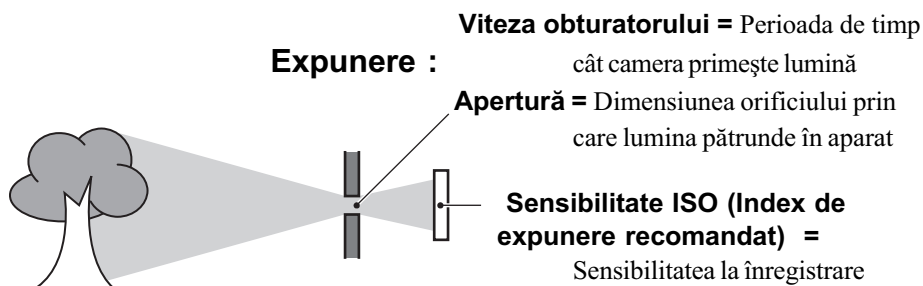 Viteza obturatorului = Perioada de timp
Expunere :
cât camera primeşte lumină
Apertură = Dimensiunea orificiului prin
care lumina pătrunde în aparat
Sensibilitate ISO (Index de
expunere recomandat) =
Sensibilitatea la înregistrare